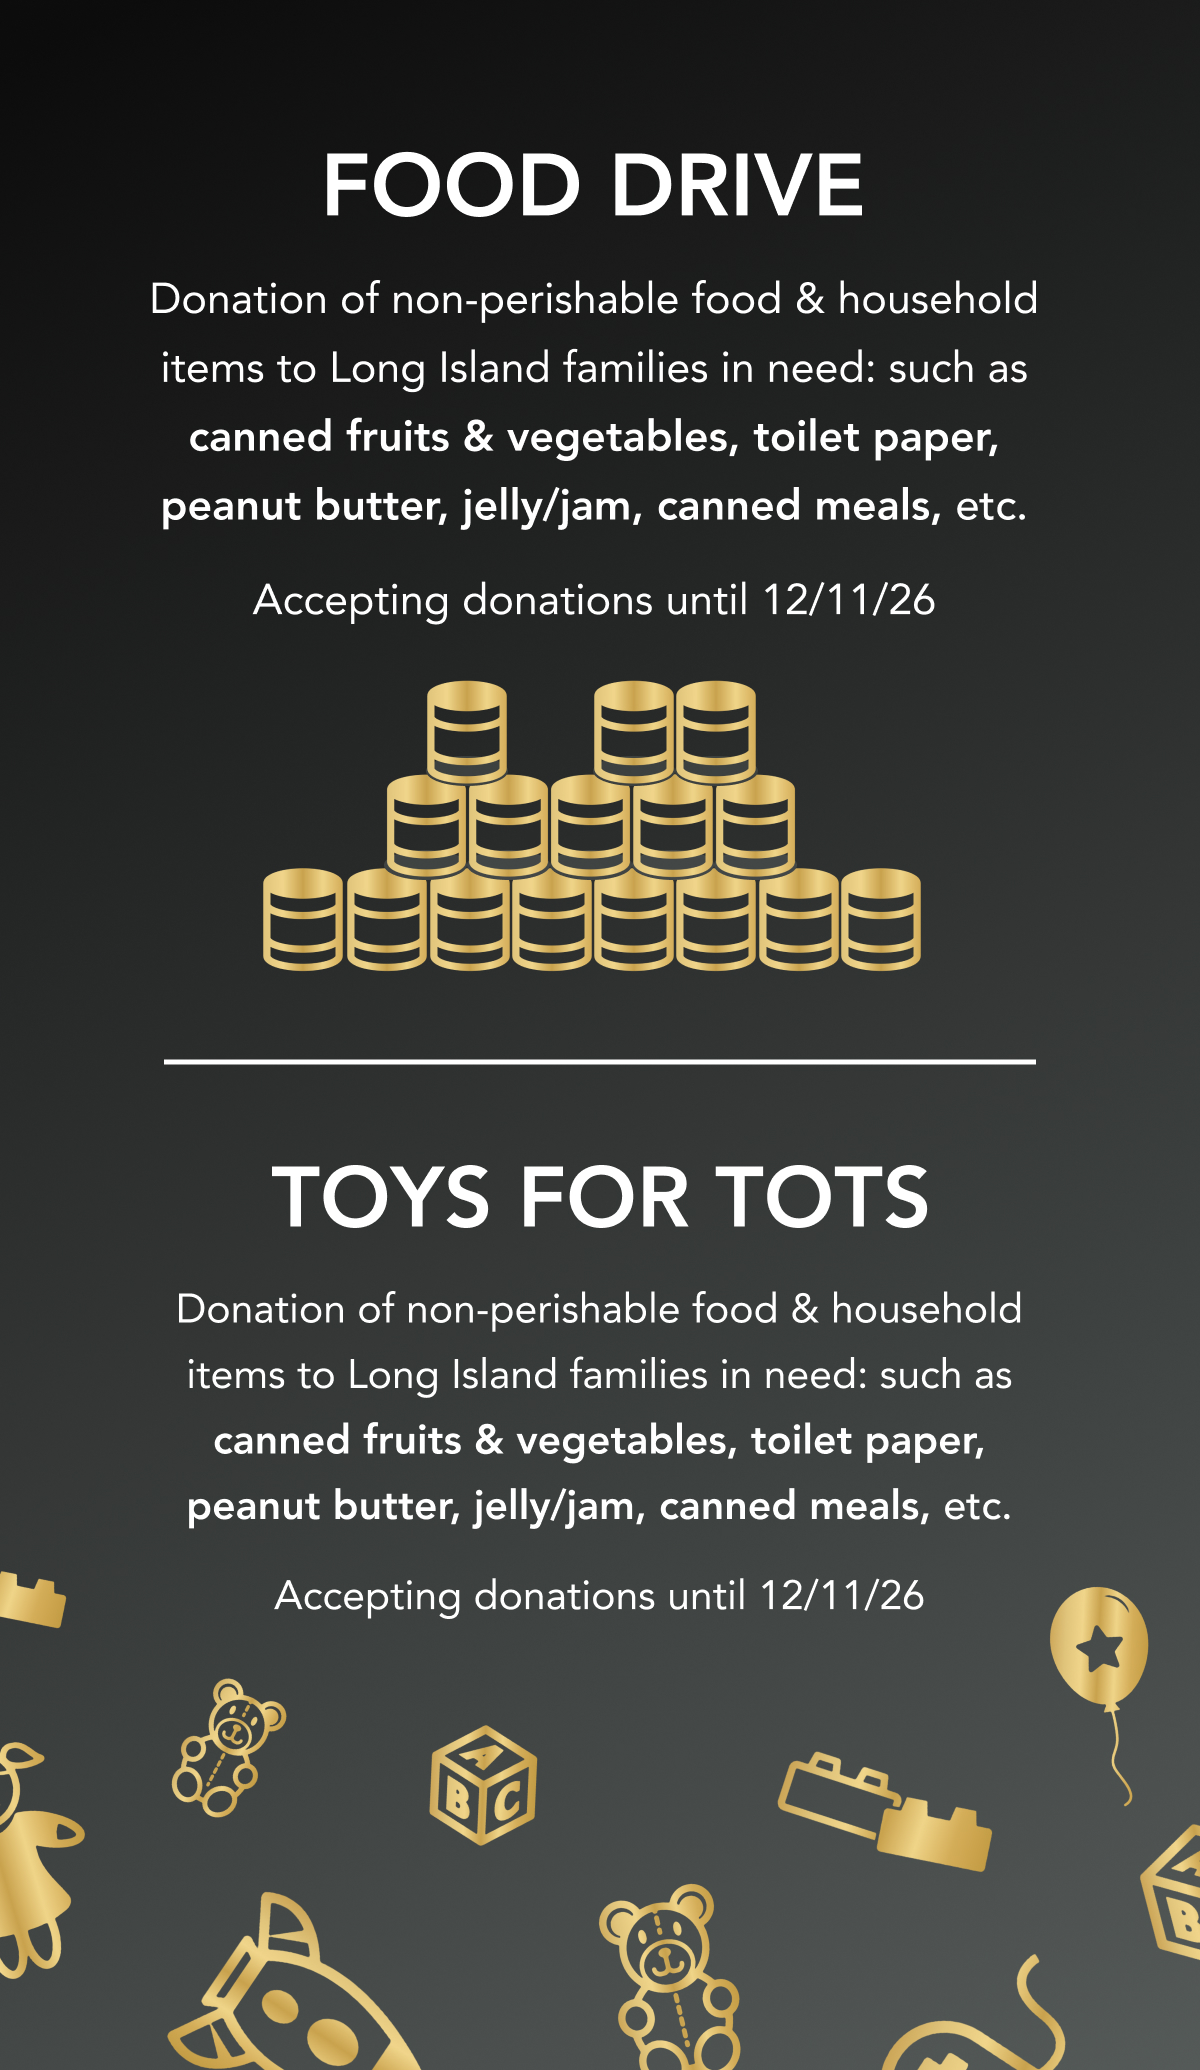 FOOD DRIVE
Donation of non-perishable food & household
items to Long Island families in need: such as
canned fruits & vegetables, toilet paper,
peanut butter, jelly/jam, canned meals, etc.
Accepting donations until 12/11/26
TOYS FOR TOTS
Donation of non-perishable food & household
items to Long Island families in need: such as
canned fruits & vegetables, toilet paper,
peanut butter, jelly/jam, canned meals, etc.
Accepting donations until 12/11/26
A
B C
A
B